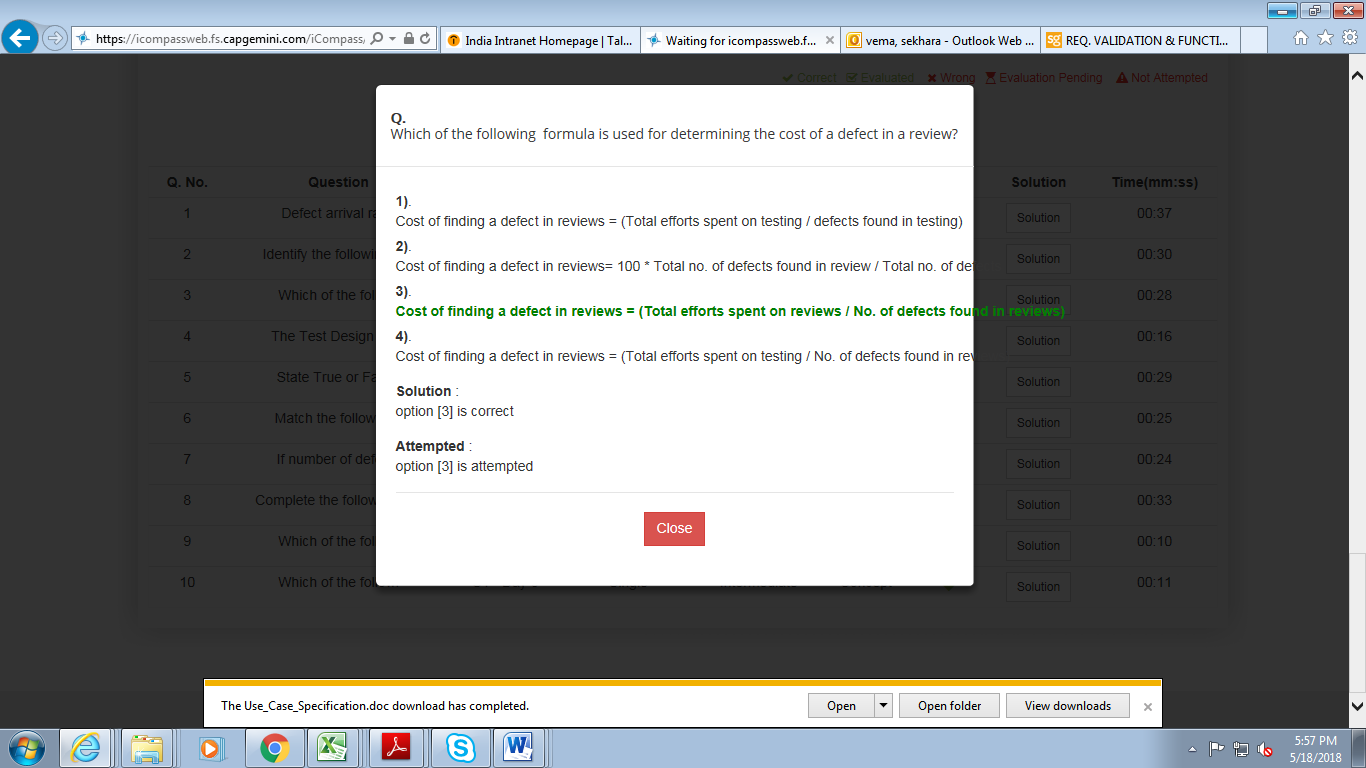 https://icompassweb.fs.capgemini.com/iCompass,
India Intranet Homepage | Tal...
Waiting for icompassweb.f...
vema, sekhara - Outlook Web ...
REQ. VALIDATION & FUNCTI...
Correct Evaluated Wrong Evaluation Pending Not Attempted
Q.
Which of the following formula is used for determining the cost of a defect in a review?
Q. No. Question Solution Time(mm:ss)
1 Defect arrival Solution 00:37
2 Identify the Solution 00:30
3 Which of the Solution 00:28
4 The Test Design Solution 00:16
5 State True or Solution 00:29
6 Match the Solution 00:25
7 If number of Solution 00:24
8 Complete the Solution 00:33
9 Which of the Solution 00:10
10 Which of the Solution 00:11
1).
Cost of finding a defect in reviews = (Total efforts spent on testing / defects found in testing)
2).
Cost of finding a defect in reviews= 100 * Total no. of defects found in review / Total no. of def
3).
Cost of finding a defect in reviews = (Total efforts spent on reviews / No. of defects found in reviews)
4).
Cost of finding a defect in reviews = (Total efforts spent on testing / No. of defects found in rev
Solution :
option [3] is correct
Attempted :
option [3] is attempted
Close
The Use_Case_Specification.doc download has completed.
Open
Open folder
View downloads
5:57 PM
5/18/2018